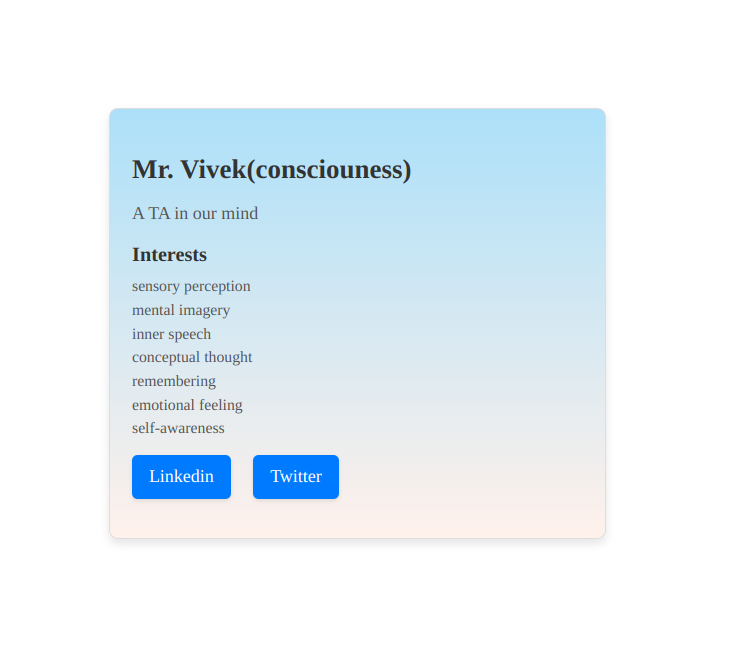 Mr. Vivek(consciouness)
A TA in our mind
Interests
sensory perception
mental imagery
inner speech
conceptual thought
remembering
emotional feeling
self-awareness
Linkedin Twitter